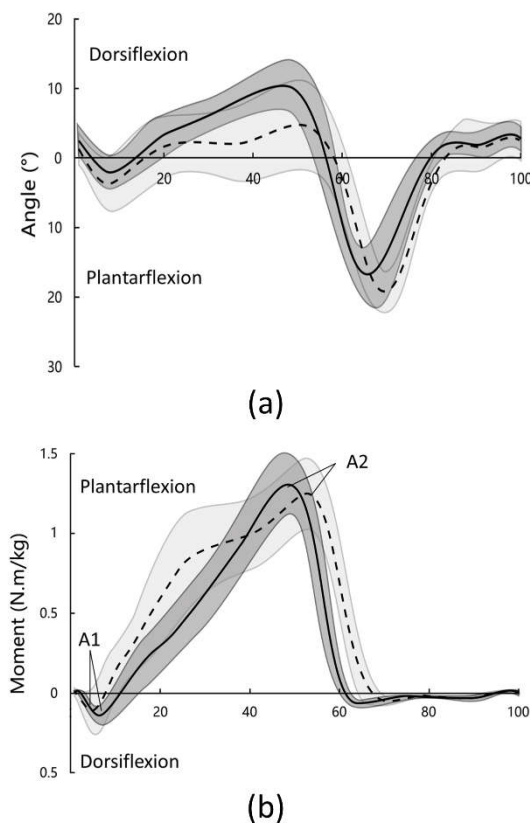 20
Dorsiflexion
10
Angle (°)
0
20 40 60 80 100
10
Plantarflexion
20
30
(a)
1.5
A2
Plantarflexion
1
Moment (N.m/kg)
0.5
A1
0
20 40 60 80 100
Dorsiflexion
0.5
(b)